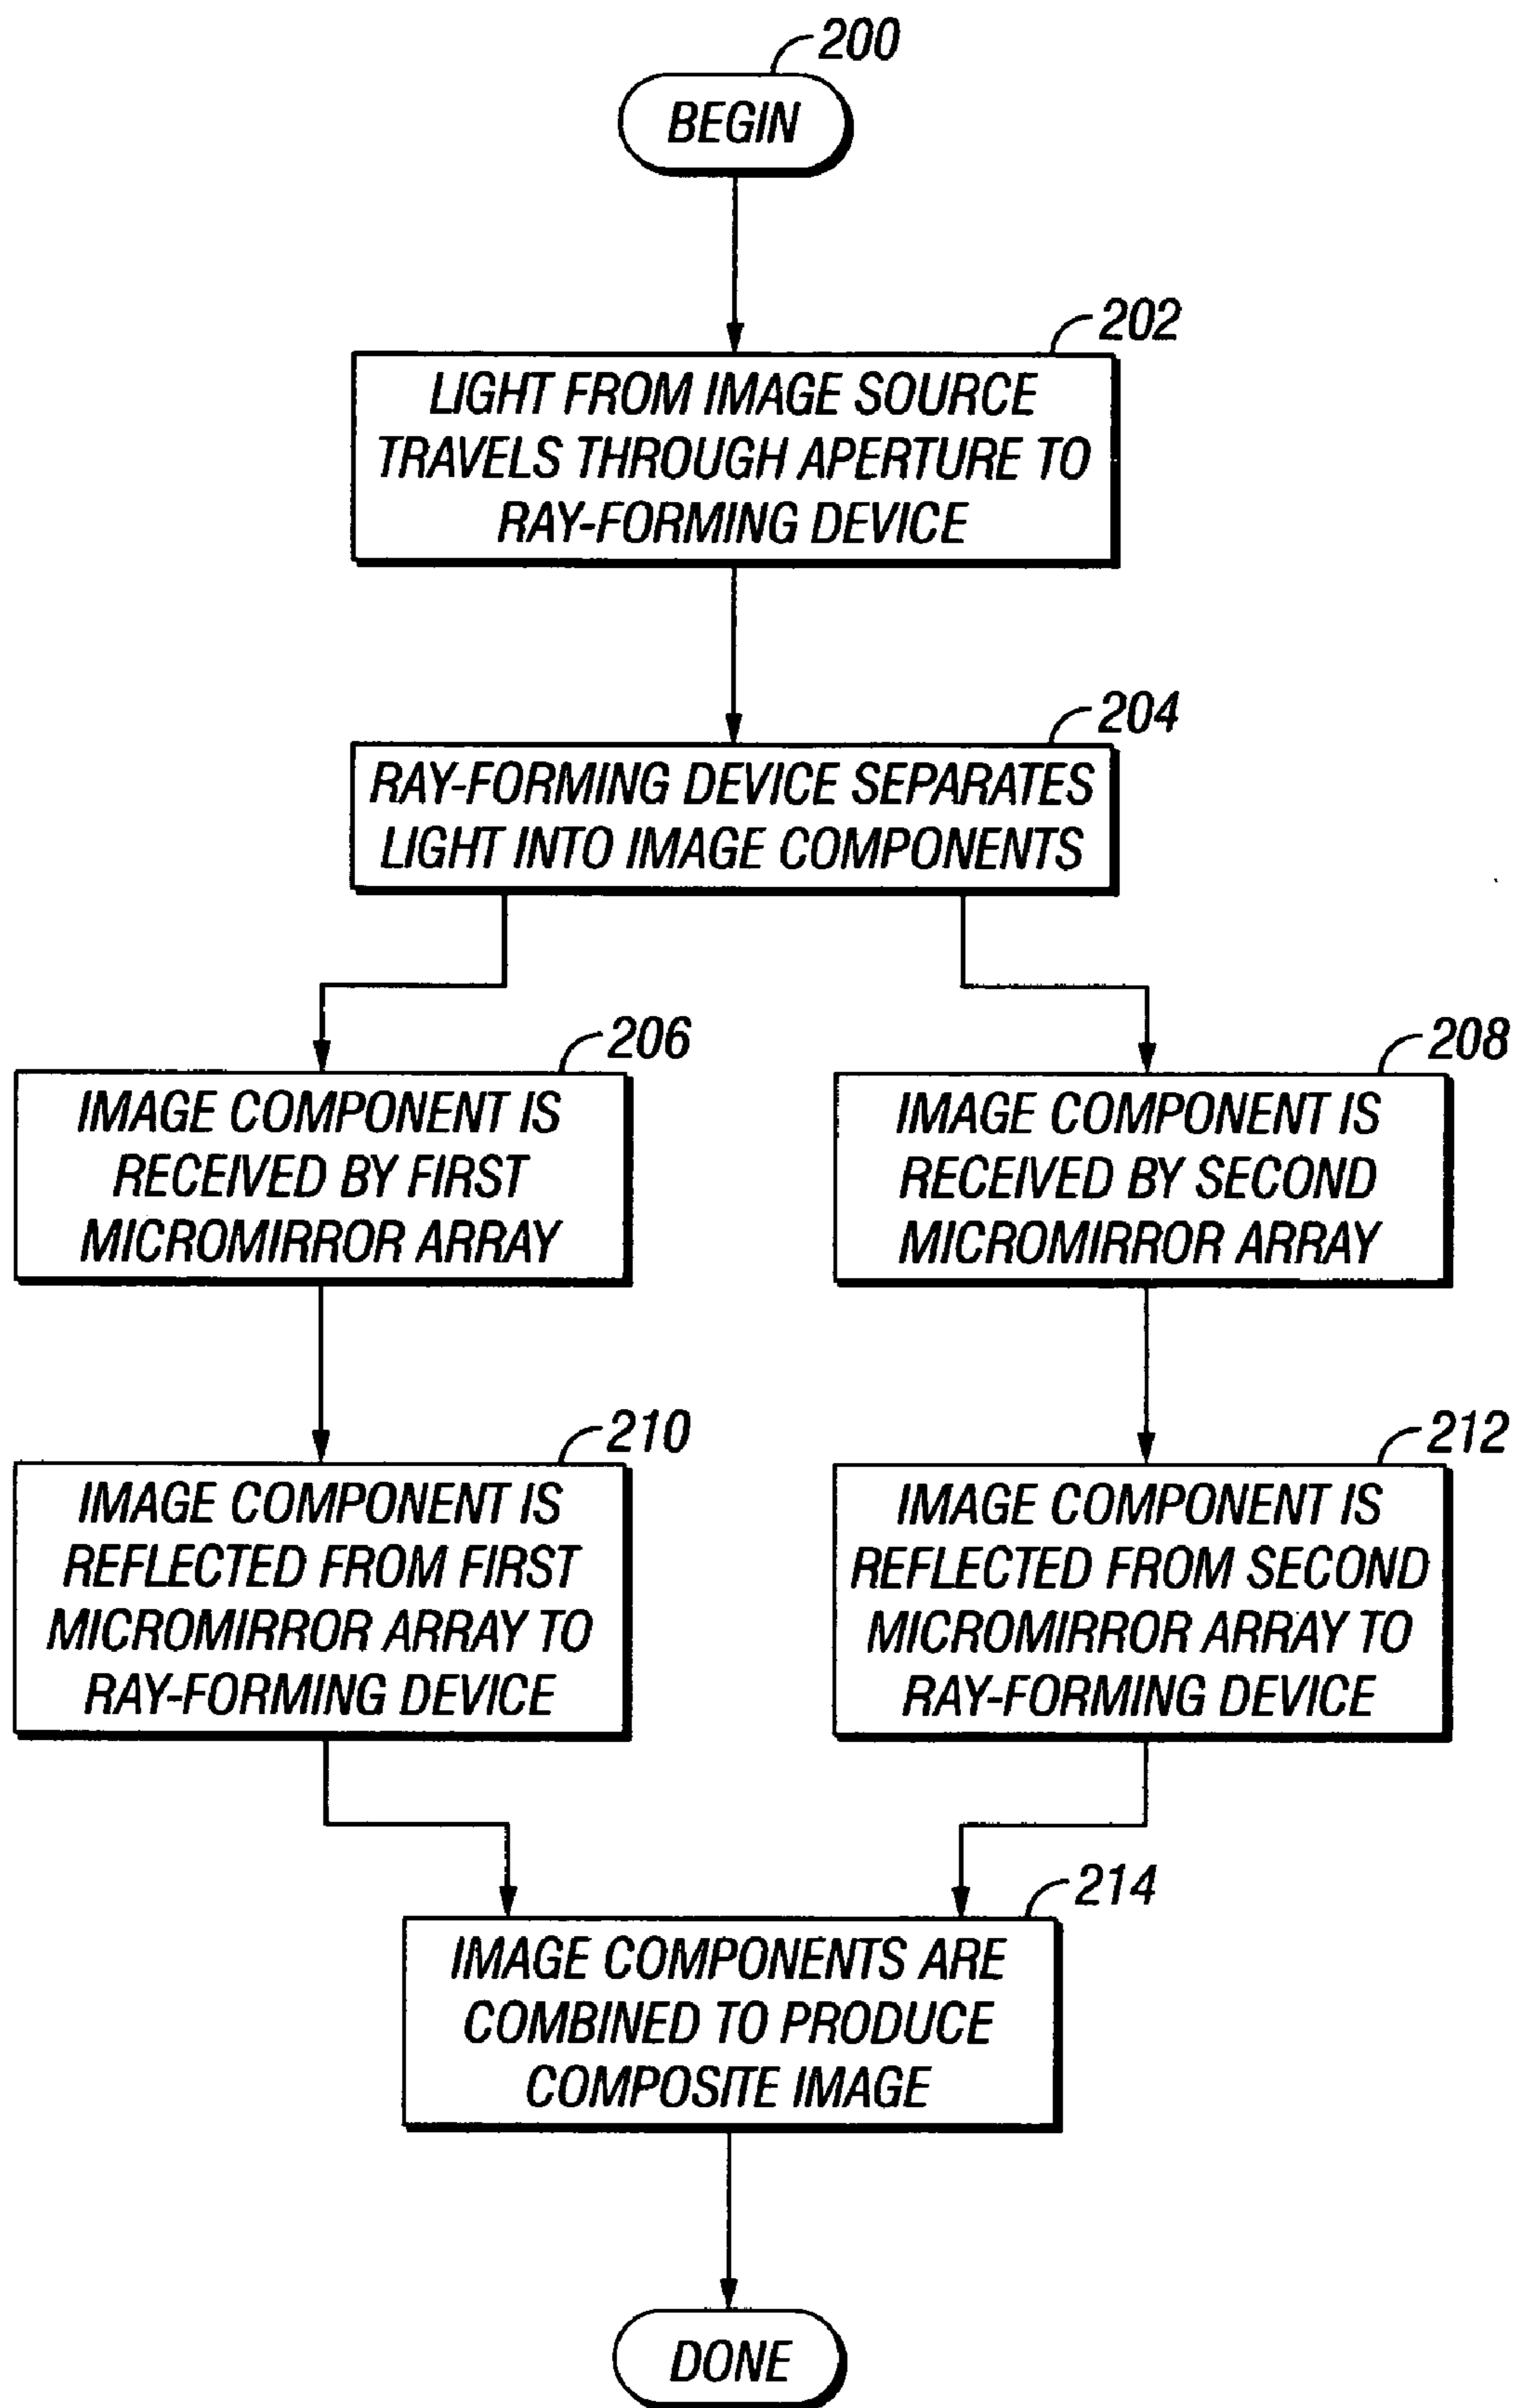 200
BEGIN
202
LIGHT FROM IMAGE SOURCE
TRAVELS THROUGH APERTURE TO
RAY-FORMING DEVICE
204
RAY-FORMING DEVICE SEPARATES
LIGHT INTO IMAGE COMPONENTS
206
IMAGE COMPONENT IS
RECEIVED BY FIRST
MICROMIRROR ARRAY
208
IMAGE COMPONENT IS
RECEIVED BY SECOND
MICROMIRROR ARRAY
210
IMAGE COMPONENT IS
REFLECTED FROM FIRST
MICROMIRROR ARRAY TO
RAY-FORMING DEVICE
212
IMAGE COMPONENT IS
REFLECTED FROM SECOND
MICROMIRROR ARRAY TO
RAY-FORMING DEVICE
214
IMAGE COMPONENTS ARE
COMBINED TO PRODUCE
COMPOSITE IMAGE
DONE